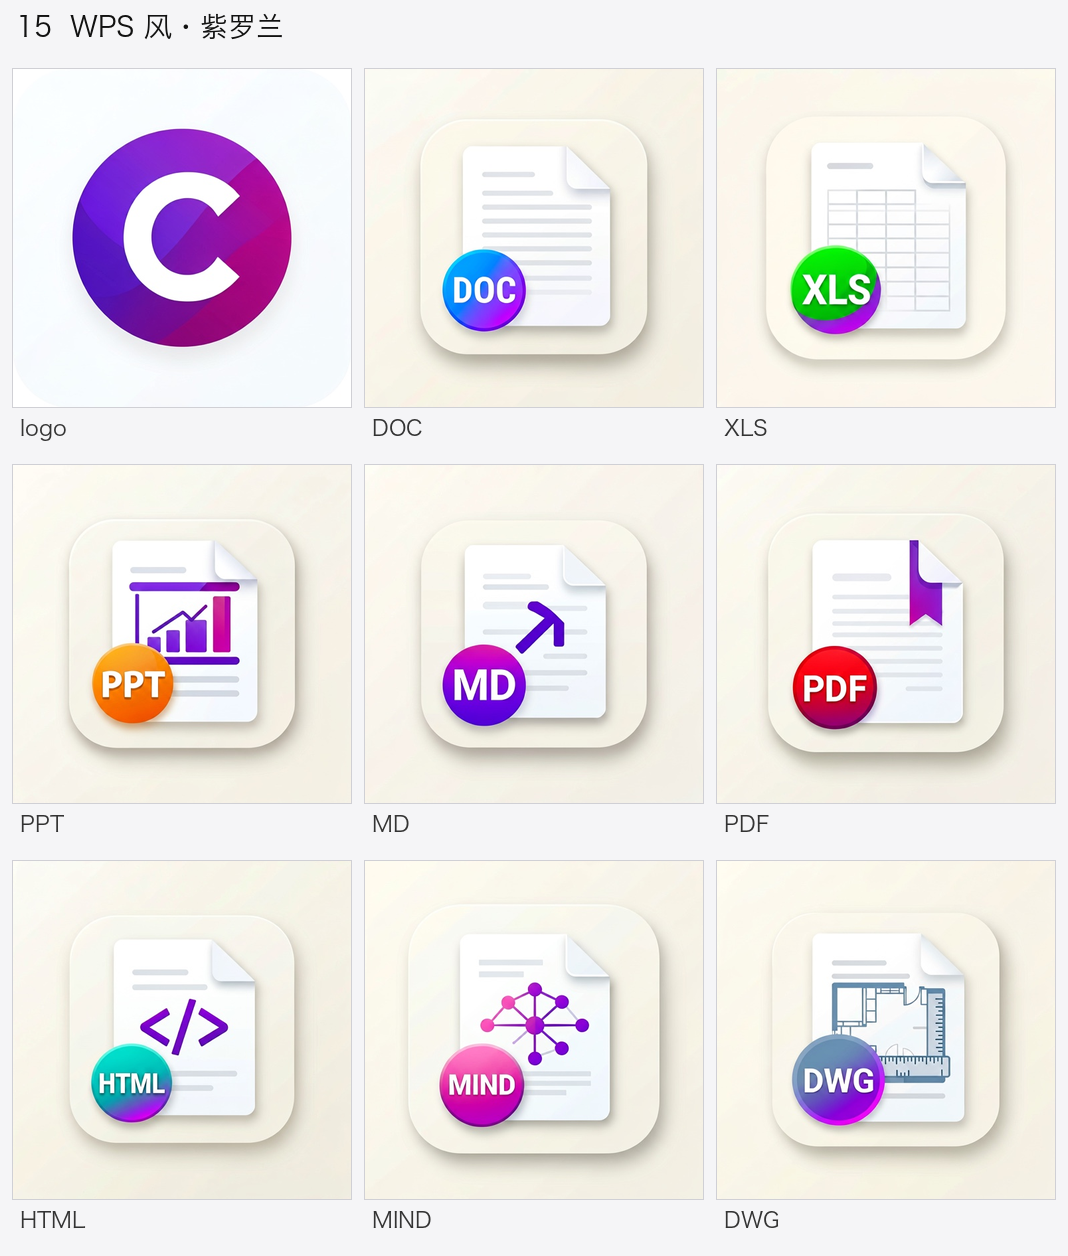 15 WPS 风·紫罗兰
C
DOC
XLS
logo
DOC
XLS
PPT
MD
PDF
PPT
MD
PDF
</>
HTML
MIND
DWG
HTML
MIND
DWG